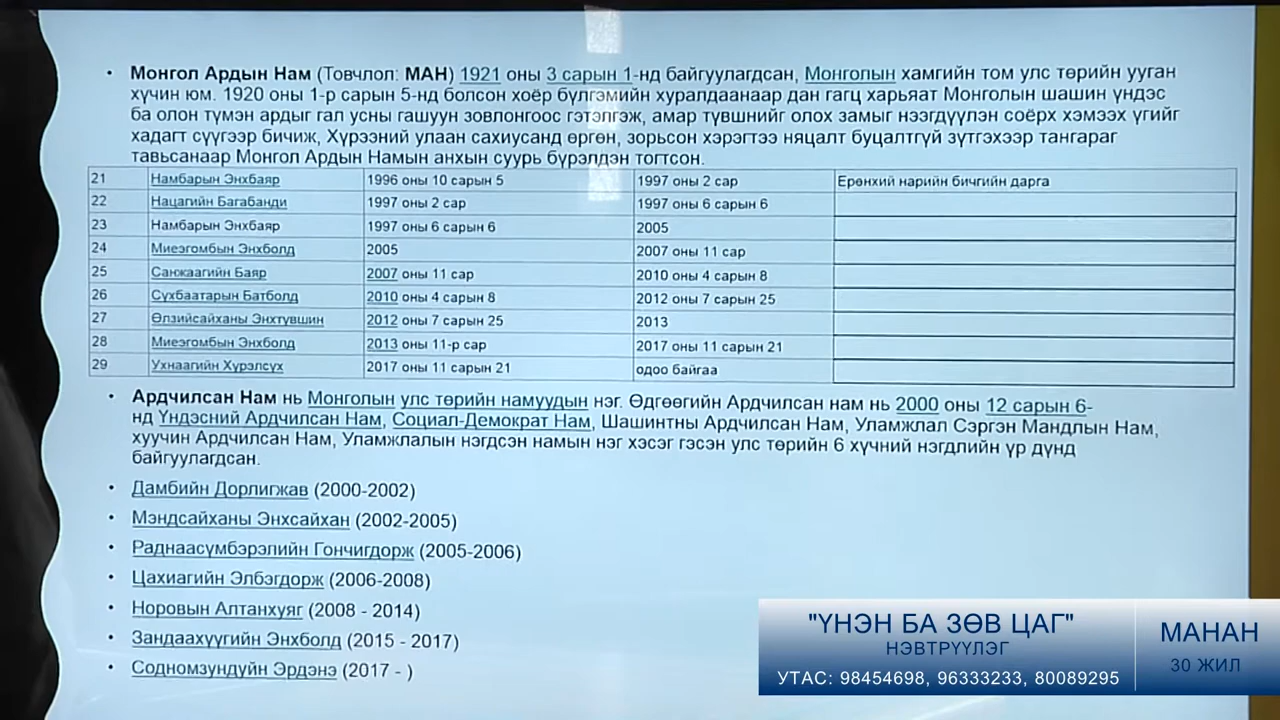 • Монгол Ардын Нам (Товчлол: МАН) 1921 оны 3 сарын 1-нд байгуулагдсан, Монголын хамгийн том улс төрийн ууган
хүчин юм. 1920 оны 1-р сарын 5-нд болсон хоёр бүлгэмийн хуралдаанаар дан гагц харьяат Монголын шашин үндэс
ба олон түмэн ардыг гал усны гашуун зовлонгоос гэтэлгэж, амар түвшнийг олох замыг нээгдүүлэн соёрх хэмээх үгийг
хадагт сүүгээр бичиж, Хүрээний улаан сахиусанд өргөн, зорьсон хэрэгтээ няцалт буцалтгүй зүтгэхээр тангараг
тавьсанаар Монгол Ардын Намын анхын суурь бүрэлдэн тогтсон.
21 Намбарын Энхбаяр 1996 оны 10 сарын 5 1997 оны 2 сар Ерөнхий нарийн бичгийн дарга
22 Нацагийн Багабанди 1997 оны 2 сар 1997 оны 6 сарын 6
23 Намбарын Энхбаяр 1997 оны 6 сарын 6 2005
24 Миеэгомбын Энхболд 2005 2007 оны 11 сар
25 Санжаагийн Баяр 2007 оны 11 сар 2010 оны 4 сарын 8
26 Сүхбаатарын Батболд 2010 оны 4 сарын 8 2012 оны 7 сарын 25
27 Өлзийсайханы Энхтүвшин 2012 оны 7 сарын 25 2013
28 Миеэгомбын Энхболд 2013 оны 11-р сар 2017 оны 11 сарын 21
29 Ухнаагийн Хүрэлсүх 2017 оны 11 сарын 21 одоо байгаа
• Ардчилсан Нам нь Монголын улс төрийн намуудын нэг. Өдгөөгийн Ардчилсан нам нь 2000 оны 12 сарын 6-
нд Үндэсний Ардчилсан Нам, Социал-Демократ Нам, Шашинтны Ардчилсан Нам, Уламжлал Сэргэн Мандлын Нам,
хуучин Ардчилсан Нам, Уламжлалын нэгдсэн намын нэг хэсэг гэсэн улс төрийн 6 хүчний нэгдлийн үр дүнд
байгуулагдсан.
• Дамбийн Дорлигжав (2000-2002)
• Мэндсайханы Энхсайхан (2002-2005)
• Раднаасүмбэрэлийн Гончигдорж (2005-2006)
• Цахиагийн Элбэгдорж (2006-2008)
• Норовын Алтанхуяг (2008 - 2014)
• Зандаахүүгийн Энхболд (2015 - 2017)
• Содномзундуйн Эрдэнэ (2017 - )
"ҮНЭН БА ЗӨВ ЦАГ"
НЭВТРҮҮЛЭГ
УТАС: 98454698, 96333233, 80089295
МАНАН
30 ЖИЛ